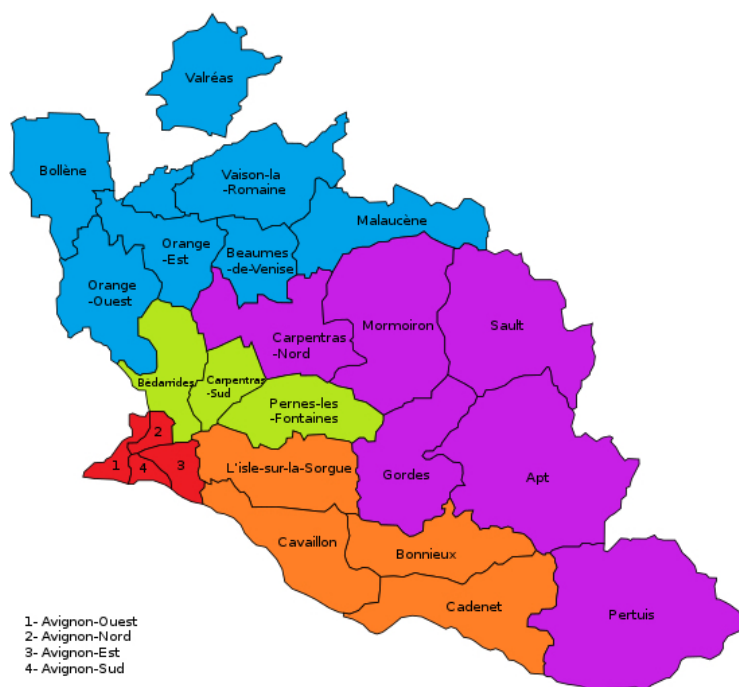 Valréas
Bollène
Vaison-la
-Romaine
Malaucène
Orange
-Est
Beaumes
-de-Venise
Orange
-Ouest
Mormoiron
Sault
Carpentras
-Nord
Bédarrides
Carpentras
-Sud
Pernes-les
-Fontaines
2
1
4
3
L'isle-sur-la-Sorgue
Gordes
Apt
Cavaillon
Bonnieux
Cadenet
Pertuis
1- Avignon-Ouest
2- Avignon-Nord
3- Avignon-Est
4- Avignon-Sud